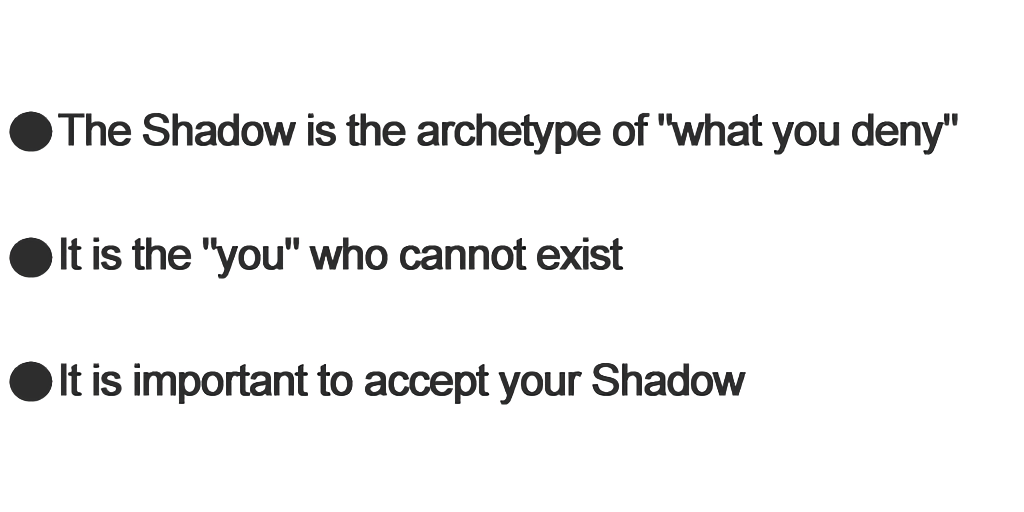 ● The Shadow is the archetype of "what you deny"
● It is the "you" who cannot exist
● It is important to accept your Shadow